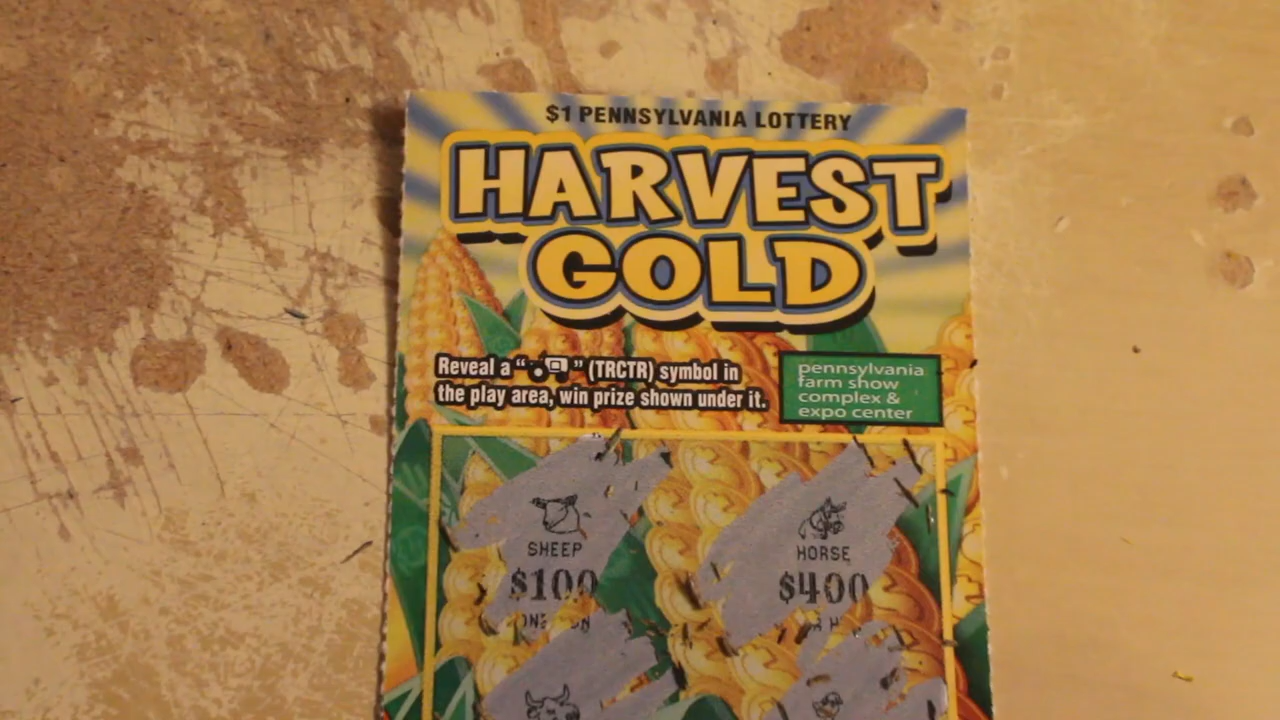 $1 PENNSYLVANIA LOTTERY
HARVEST
GOLD
Reveal a “ ” (TRCTR) symbol in
the play area, win prize shown under it.
pennsylvania
farm show
complex &
expo center
SHEEP
$100
HORSE
$400